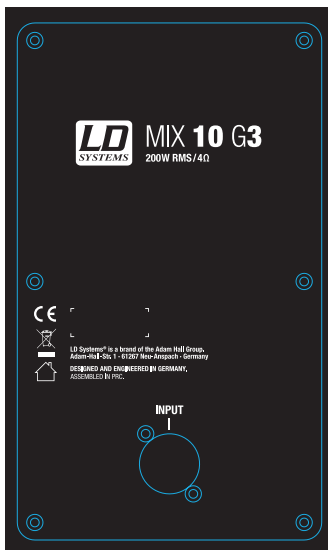 LD
SYSTEMS
MIX 10 G3
200W RMS/4Ω
CE
LD Systems® is a brand of the Adam Hall Group.
Adam-Hall-Str. 1 - 61267 Neu-Anspach - Germany
DESIGNED AND ENGINEERED IN GERMANY.
ASSEMBLED IN PRC.
INPUT